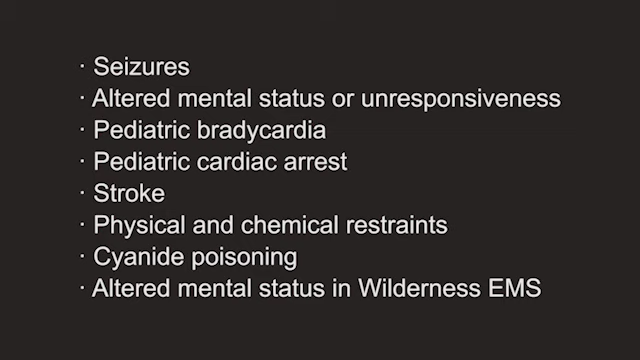 · Seizures
· Altered mental status or unresponsiveness
· Pediatric bradycardia
· Pediatric cardiac arrest
· Stroke
· Physical and chemical restraints
· Cyanide poisoning
· Altered mental status in Wilderness EMS